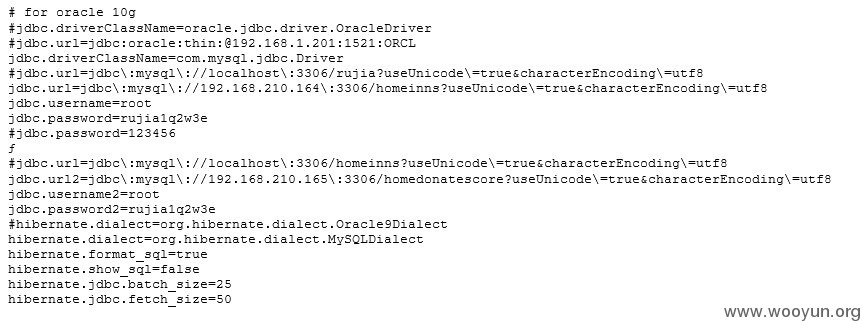 # for oracle 10g
#jdbc.driverClassName=oracle.jdbc.driver.OracleDriver
#jdbc.url=jdbc:oracle:thin:@192.168.1.201:1521:ORCL
jdbc.driverClassName=com.mysql.jdbc.Driver
#jdbc.url=jdbc\:mysql\://localhost\:3306/rujia?useUnicode\=true&characterEncoding\=utf8
jdbc.url=jdbc\:mysql\://192.168.210.164\:3306/homeinns?useUnicode\=true&characterEncoding\=utf8
jdbc.username=root
jdbc.password=rujia1q2w3e
#jdbc.password=123456
f
#jdbc.url=jdbc\:mysql\://localhost\:3306/homeinns?useUnicode\=true&characterEncoding\=utf8
jdbc.url2=jdbc\:mysql\://192.168.210.165\:3306/homedonatescore?useUnicode\=true&characterEncoding\=utf8
jdbc.username2=root
jdbc.password2=rujia1q2w3e
#hibernate.dialect=org.hibernate.dialect.Oracle9Dialect
hibernate.dialect=org.hibernate.dialect.MySQLDialect
hibernate.format_sql=true
hibernate.show_sql=false
hibernate.jdbc.batch_size=25
hibernate.jdbc.fetch_size=50
www.wooyun.org